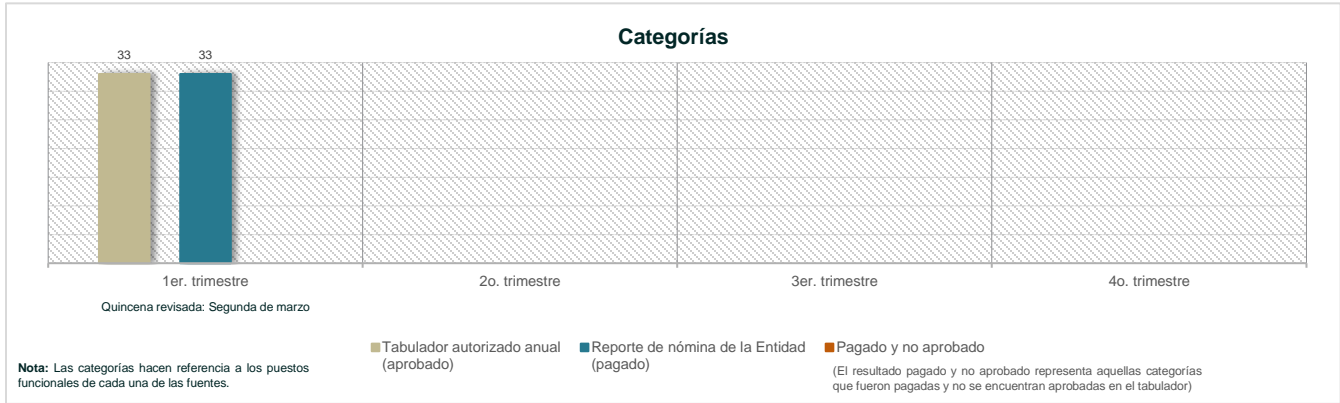 Categorías
33
33
1er. trimestre
2o. trimestre
3er. trimestre
4o. trimestre
Quincena revisada: Segunda de marzo
Tabulador autorizado anual
(aprobado)
Reporte de nómina de la Entidad
(pagado)
Pagado y no aprobado
(El resultado pagado y no aprobado representa aquellas categorías
que fueron pagadas y no se encuentran aprobadas en el tabulador)
Nota: Las categorías hacen referencia a los puestos
funcionales de cada una de las fuentes.